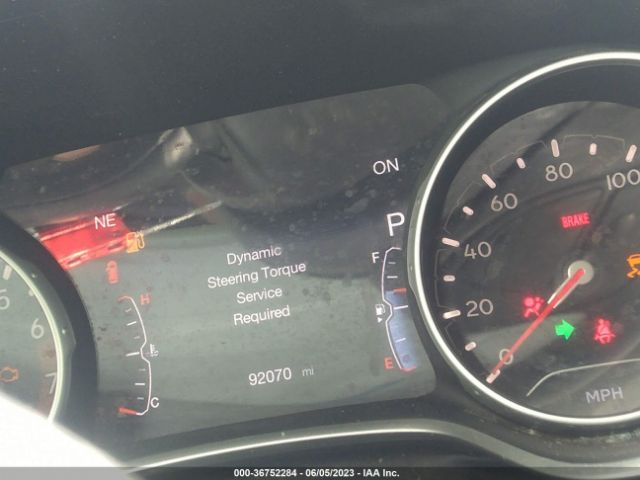 ON
NE
P
Dynamic
Steering Torque
Service
Required
92070 mi
F
E
H
C
5
6
7
0
20
40
60
80
100
BRAKE
MPH
000-36752284 - 06/05/2023 - IAA Inc.